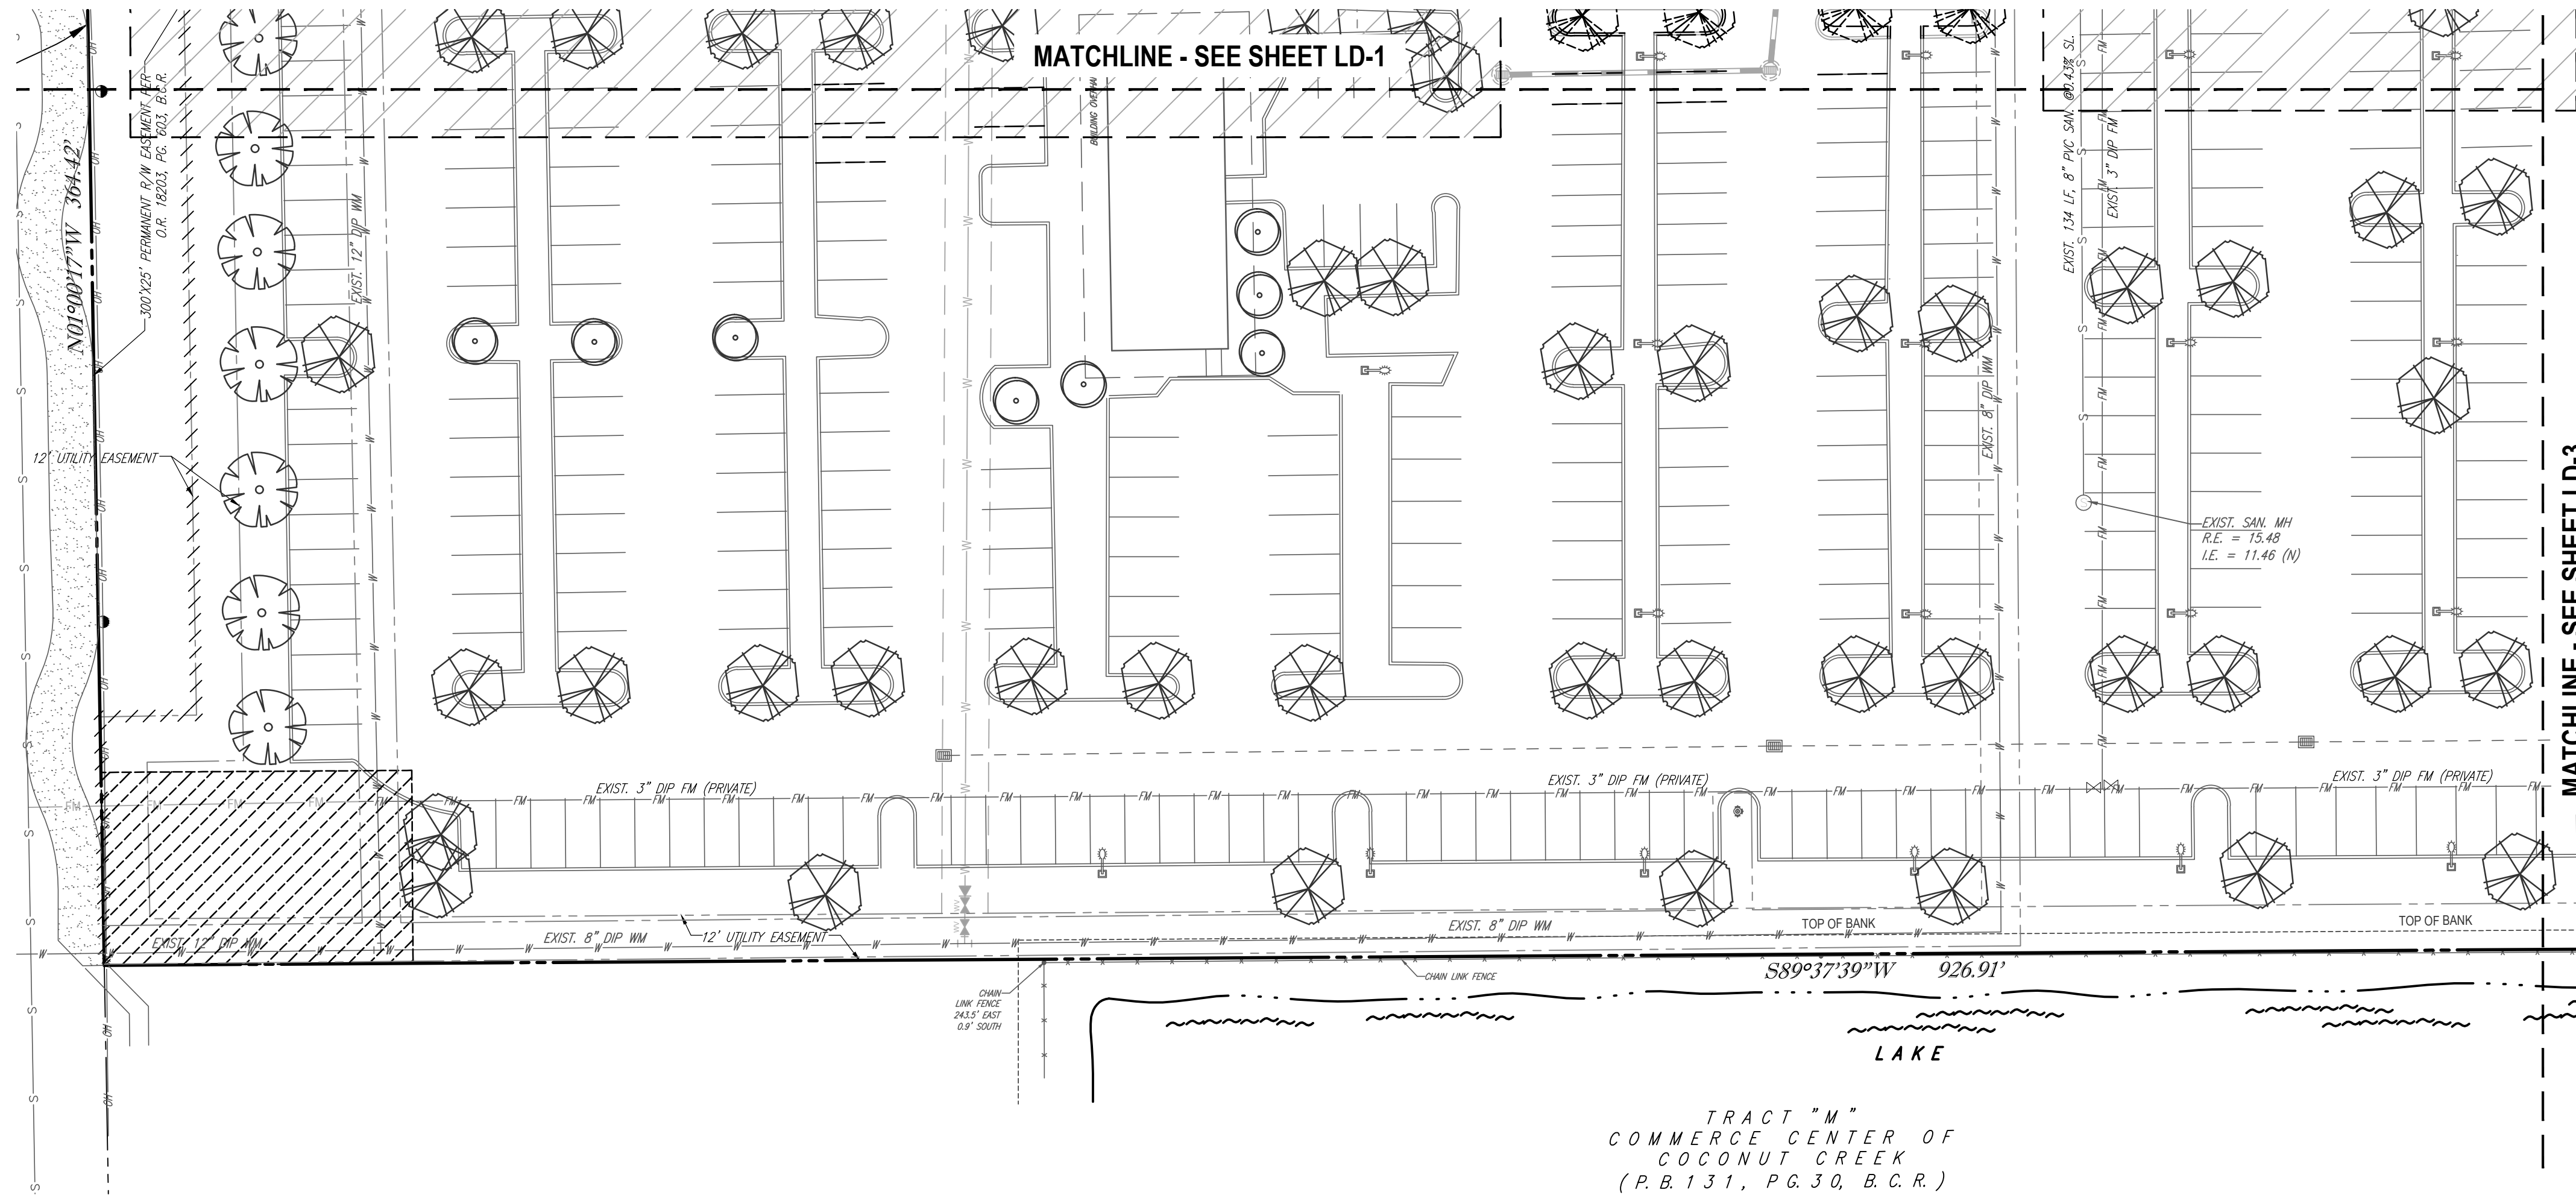 MATCHLINE - SEE SHEET LD-1
BUILDING OVERHA
300'X25' PERMANENT R/W EASEMENT PER
O.R. 18203, PG. 603, B.C.R.
N01°00'17"W 364.42'
EXIST. 12" DIP WM
EXIST. 134 LF, 8" PVC SAN. @0.43% SL.
EXIST. 3" DIP FM
EXIST. 8" DIP WM
12' UTILITY EASEMENT
MATCHLINE - SEE SHEET LD-3
EXIST. SAN. MH
R.E. = 15.48
I.E. = 11.46 (N)
EXIST. 3" DIP FM (PRIVATE)
EXIST. 3" DIP FM (PRIVATE)
EXIST. 3" DIP FM (PRIVATE)
EXIST. 12" DIP WM
EXIST. 8" DIP WM
12' UTILITY EASEMENT
EXIST. 8" DIP WM
TOP OF BANK
TOP OF BANK
S89°37'39"W 926.91'
CHAIN LINK FENCE
CHAIN
LINK FENCE
243.5' EAST
0.9' SOUTH
LAKE
TRACT "M"
COMMERCE CENTER OF
COCONUT CREEK
(P.B.131, PG.30, B.C.R.)